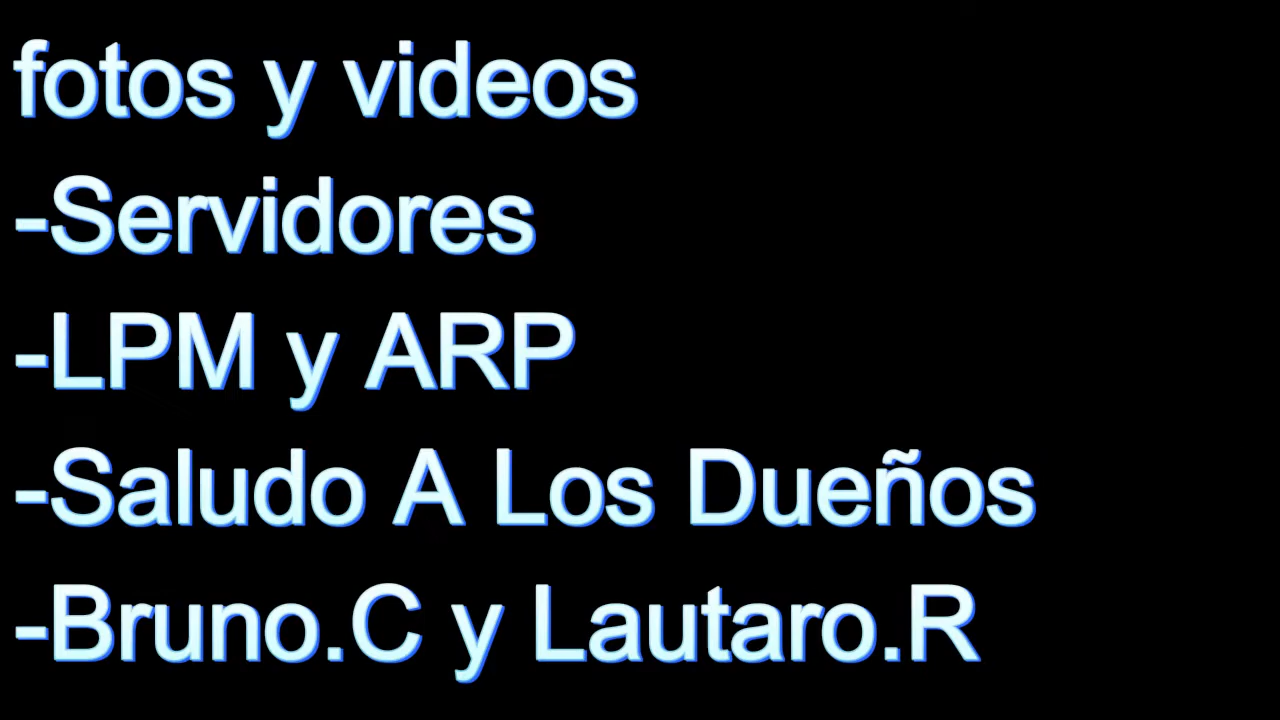 fotos y videos
-Servidores
-LPM y ARP
-Saludo A Los Dueños
-Bruno.C y Lautaro.R